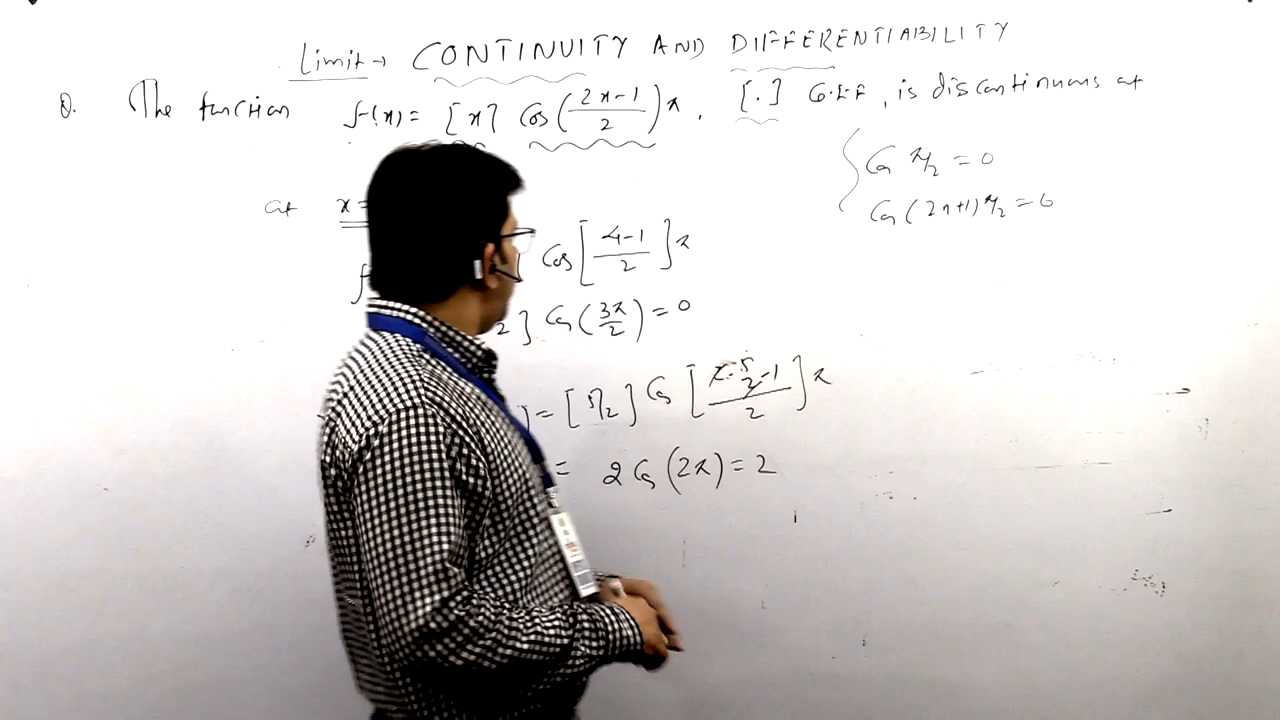 Limit → CONTINUITY AND DIFFERENTIABILITY
Q. The function f(x) = [x] cos((2x-1)/2)π, [.] G.I.F, is discontinuous at
Cos π/2 = 0
at x =
Cos(2n+1)π/2 = 0
f cos[(4-1)/2]π
2] Cos(3π/2) = 0
] = [5/2] Cos[(2·5/2-1)/2]π
= 2 Cos(2π) = 2